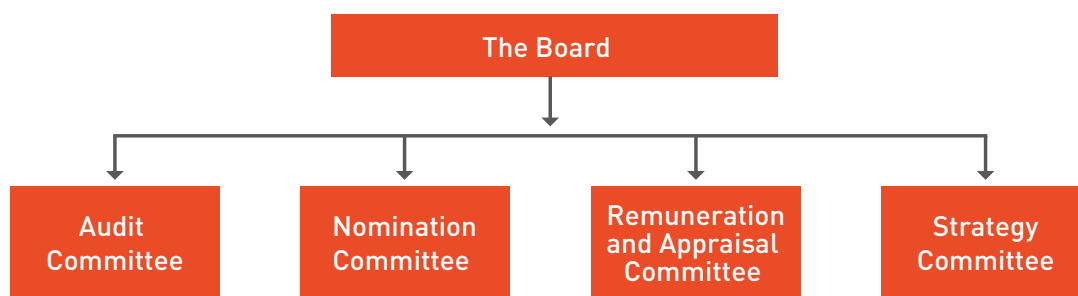 The Board
Audit
Committee
Nomination
Committee
Remuneration
and Appraisal
Committee
Strategy
Committee